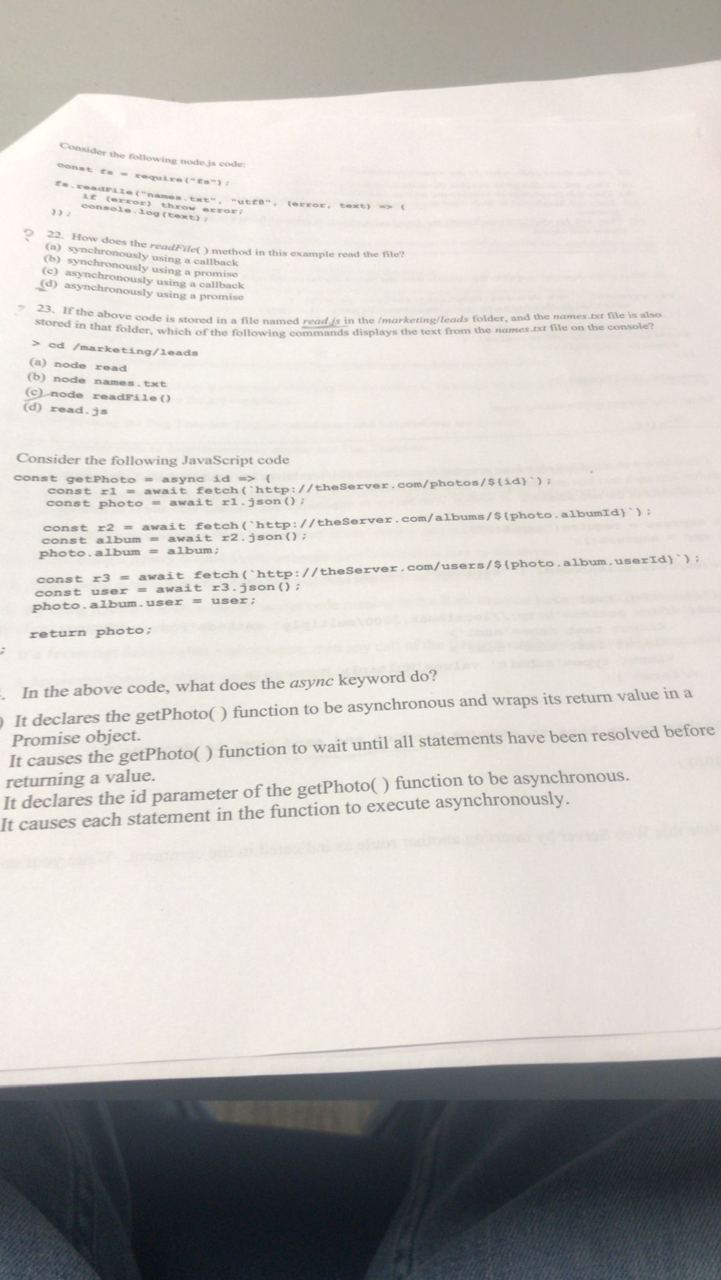 Consider the following node.js code:
const fs = require("fs");
fs.readFile("names.txt", "utf8", (error, text) => {
if (error) throw error;
console.log(text);
});
? 22. How does the readFile( ) method in this example read the file?
(a) synchronously using a callback
(b) synchronously using a promise
(c) asynchronously using a callback
(d) asynchronously using a promise
? 23. If the above code is stored in a file named read.js in the /marketing/leads folder, and the names.txt file is also
stored in that folder, which of the following commands displays the text from the names.txt file on the console?
> cd /marketing/leads
(a) node read
(b) node names.txt
(c) node readFile()
(d) read.js
Consider the following JavaScript code
const getPhoto = async id => {
const r1 = await fetch(`http://theServer.com/photos/${id}`);
const photo = await r1.json();
const r2 = await fetch(`http://theServer.com/albums/${photo.albumId}`);
const album = await r2.json();
photo.album = album;
const r3 = await fetch(`http://theServer.com/users/${photo.album.userId}`);
const user = await r3.json();
photo.album.user = user;
return photo;
;
. In the above code, what does the async keyword do?
) It declares the getPhoto( ) function to be asynchronous and wraps its return value in a
Promise object.
It causes the getPhoto( ) function to wait until all statements have been resolved before
returning a value.
It declares the id parameter of the getPhoto( ) function to be asynchronous.
It causes each statement in the function to execute asynchronously.